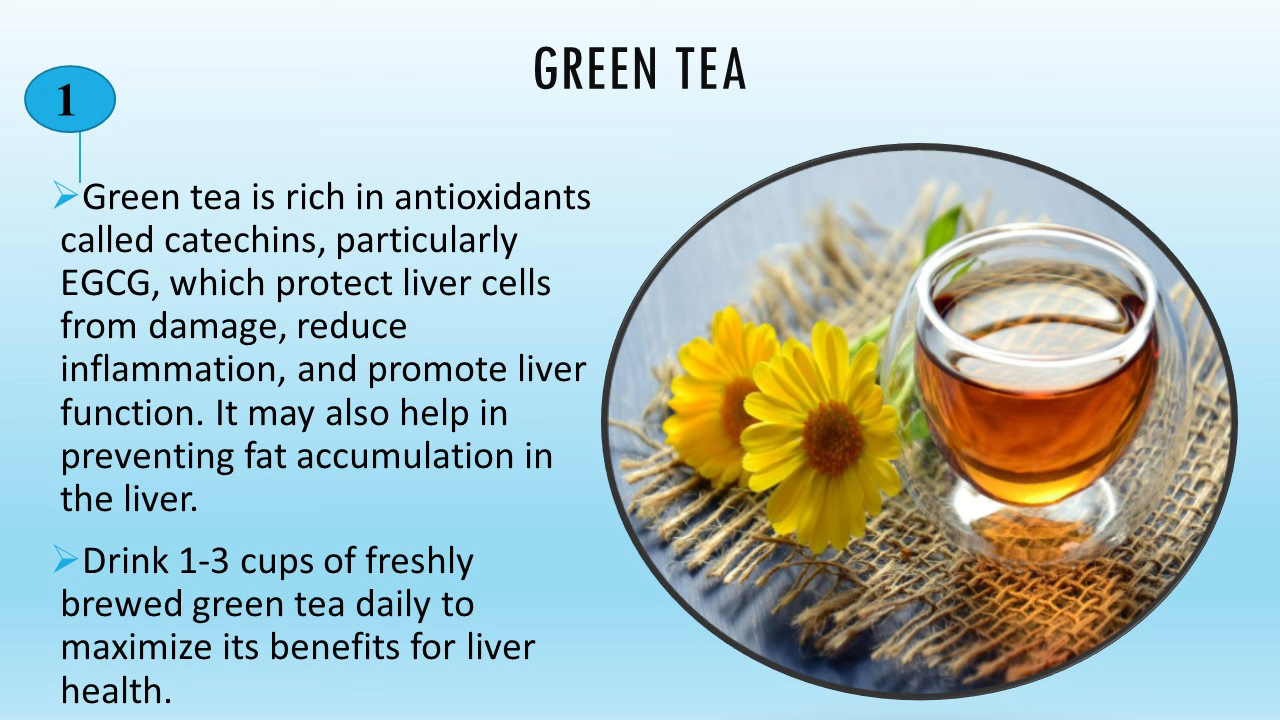 GREEN TEA
1
➢Green tea is rich in antioxidants
called catechins, particularly
EGCG, which protect liver cells
from damage, reduce
inflammation, and promote liver
function. It may also help in
preventing fat accumulation in
the liver.
➢Drink 1-3 cups of freshly
brewed green tea daily to
maximize its benefits for liver
health.